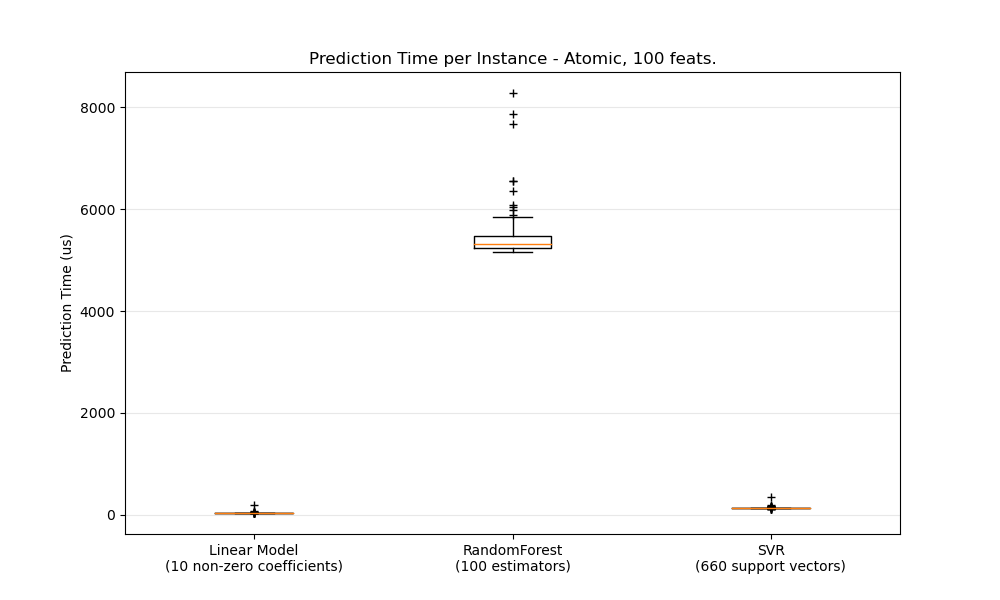 Prediction Time per Instance - Atomic, 100 feats.
Prediction Time (us)
8000
6000
4000
2000
0
Linear Model
(10 non-zero coefficients)
RandomForest
(100 estimators)
SVR
(660 support vectors)